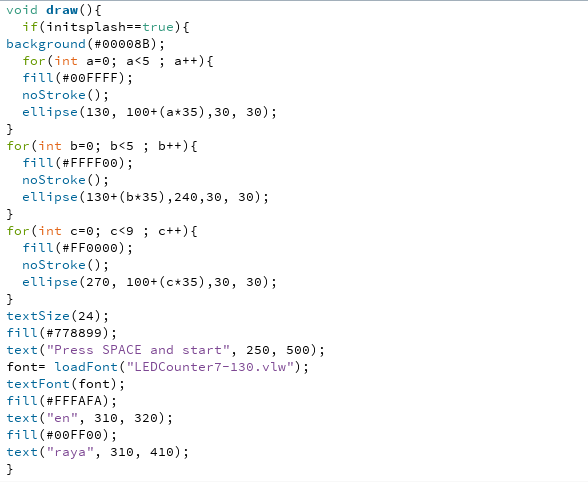 void draw(){
  if(initsplash==true){
background(#00008B);
  for(int a=0; a<5 ; a++){
  fill(#00FFFF);
  noStroke();
  ellipse(130, 100+(a*35),30, 30);
}
for(int b=0; b<5 ; b++){
  fill(#FFFF00);
  noStroke();
  ellipse(130+(b*35),240,30, 30);
}
for(int c=0; c<9 ; c++){
  fill(#FF0000);
  noStroke();
  ellipse(270, 100+(c*35),30, 30);
}
textSize(24);
fill(#778899);
text("Press SPACE and start", 250, 500);
font= loadFont("LEDCounter7-130.vlw");
textFont(font);
fill(#FFFAFA);
text("en", 310, 320);
fill(#00FF00);
text("raya", 310, 410);
}